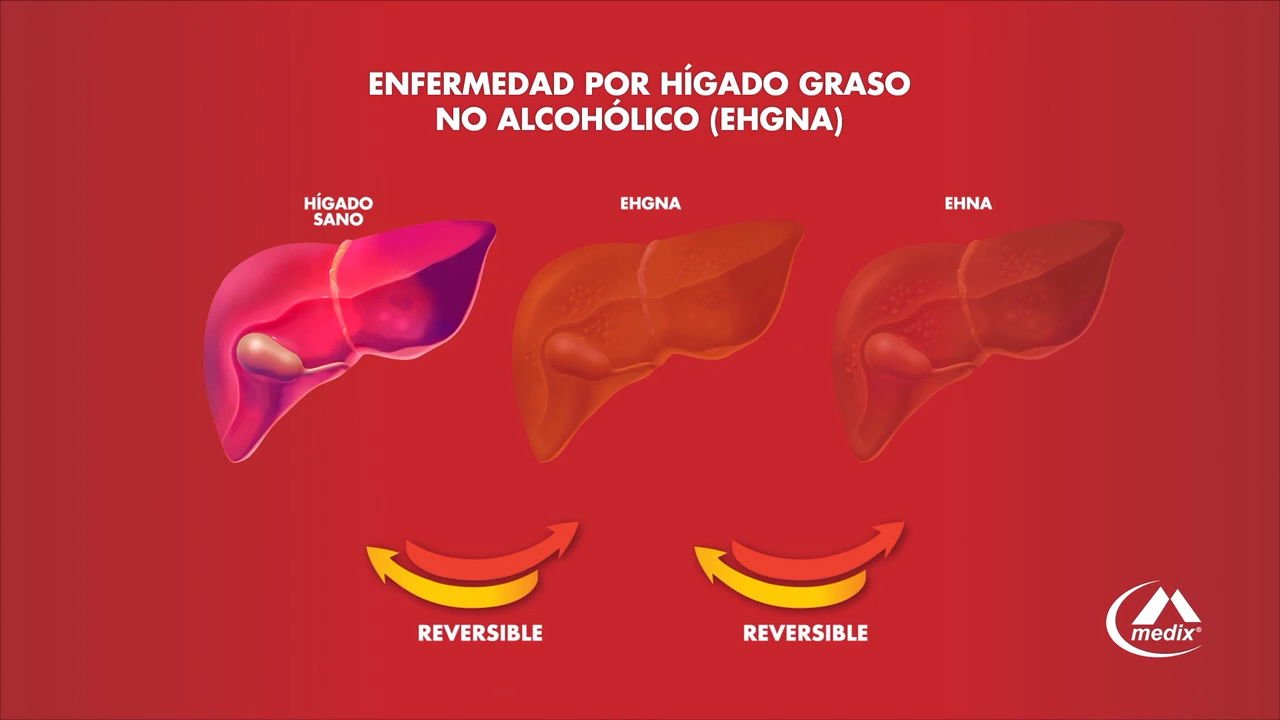 ENFERMEDAD POR HÍGADO GRASO
NO ALCOHÓLICO (EHGNA)
HÍGADO
SANO
EHGNA
EHNA
REVERSIBLE
REVERSIBLE
medix®